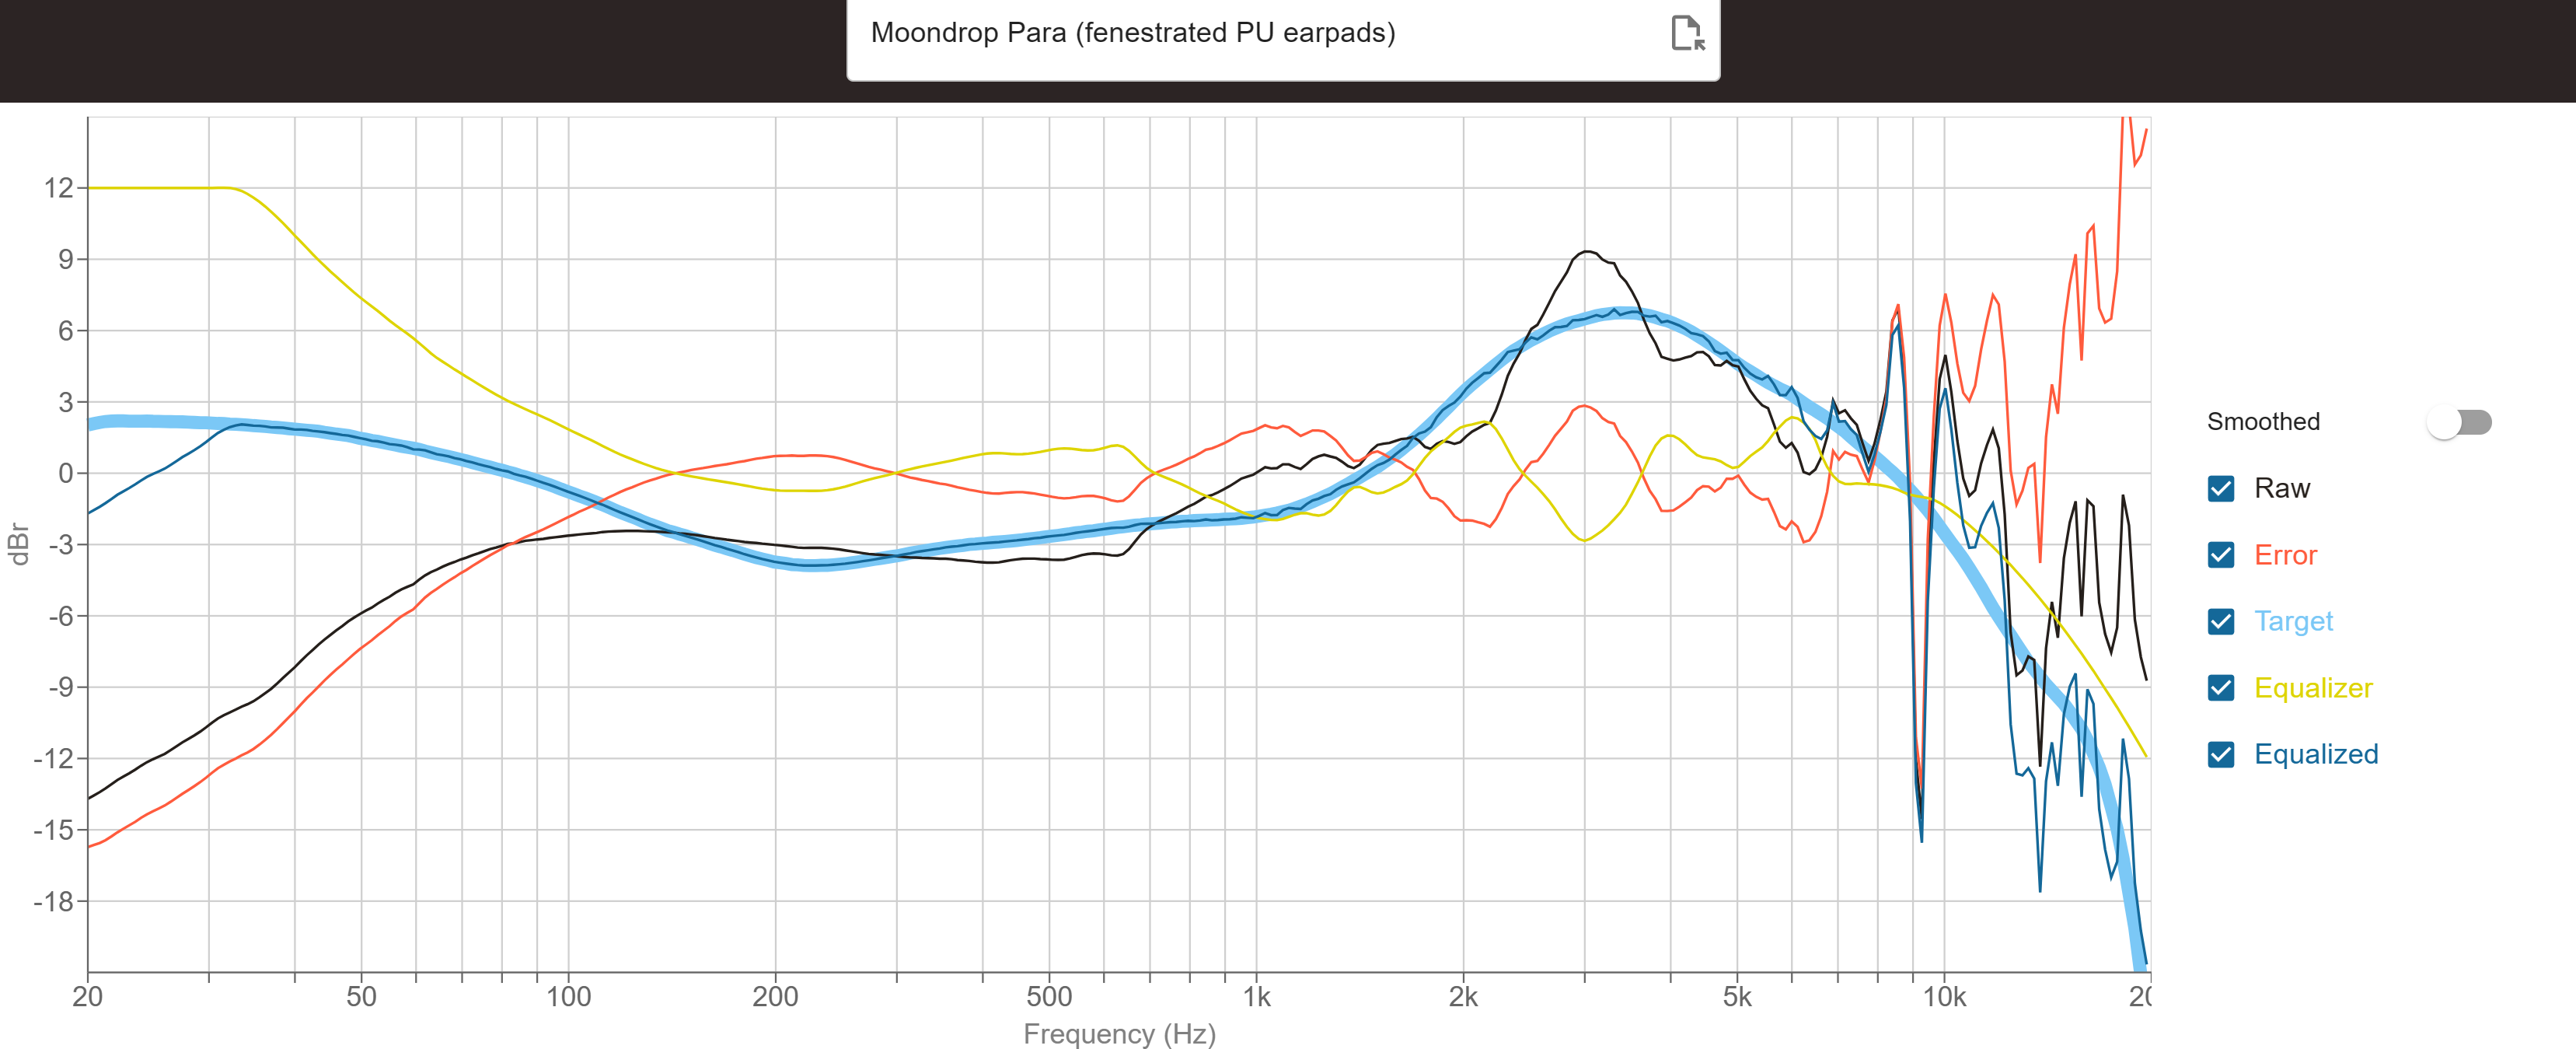 Moondrop Para (fenestrated PU earpads)
12
9
6
3
0
-3
-6
-9
-12
-15
-18
dBr
20 50 100 200 500 1k 2k 5k 10k 20
Frequency (Hz)
Smoothed
Raw
Error
Target
Equalizer
Equalized